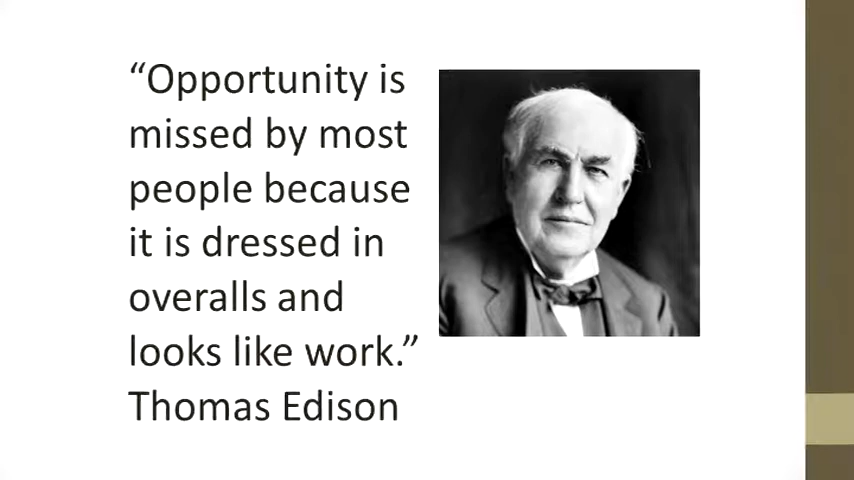 “Opportunity is
missed by most
people because
it is dressed in
overalls and
looks like work.”
Thomas Edison